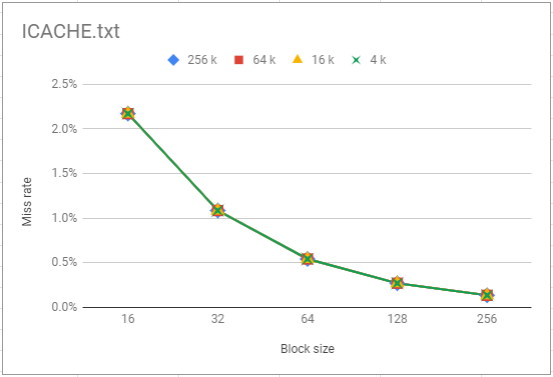 ICACHE.txt
256 k 64 k 16 k 4 k
2.5%
2.0%
1.5%
1.0%
0.5%
0.0%
Miss rate
16 32 64 128 256
Block size